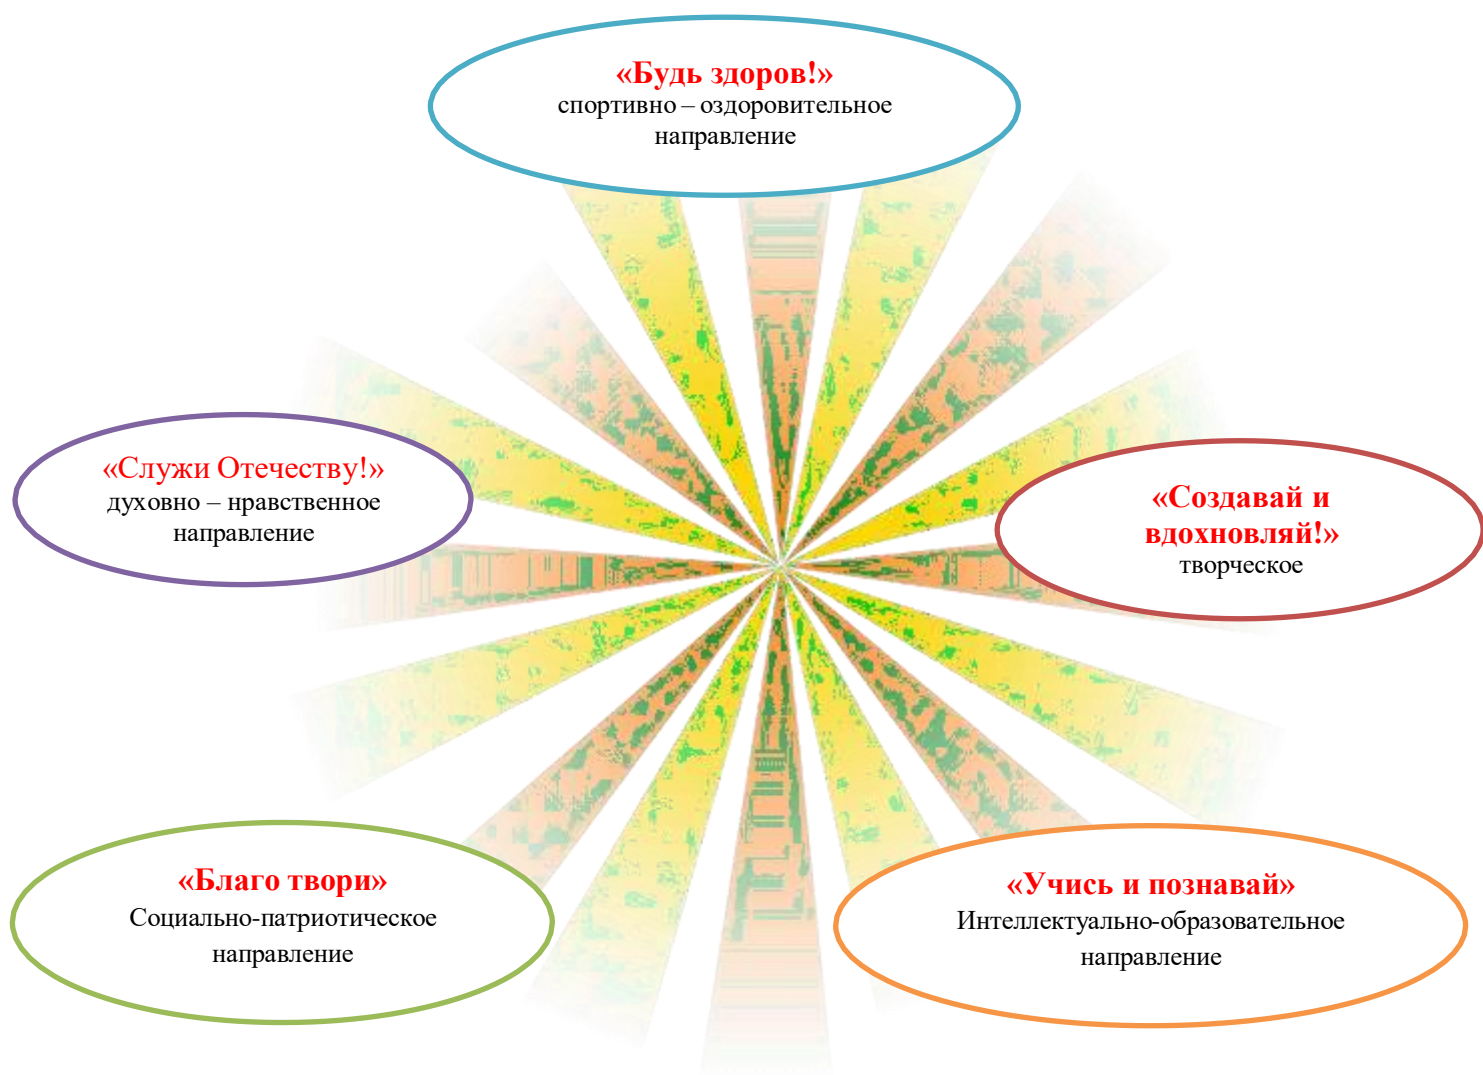 «Будь здоров!»
спортивно – оздоровительное
направление
«Служи Отечеству!»
духовно – нравственное
направление
«Создавай и
вдохновляй!»
творческое
«Благо твори»
Социально-патриотическое
направление
«Учись и познавай»
Интеллектуально-образовательное
направление